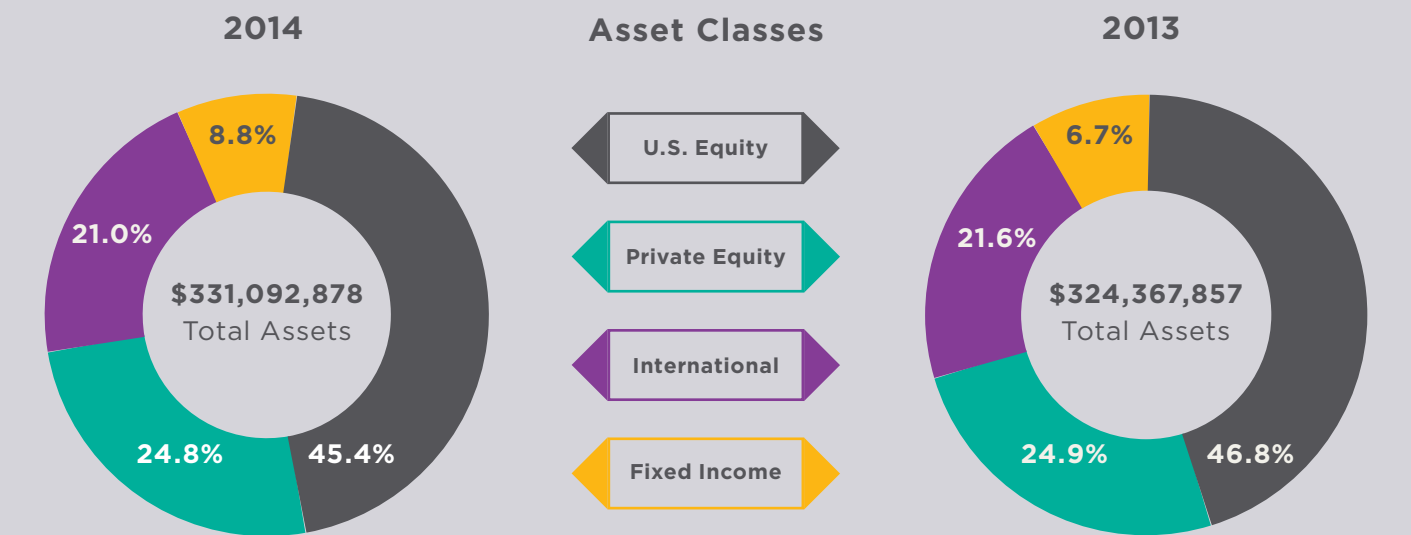 2014
8.8%
21.0%
$331,092,878
Total Assets
24.8%
45.4%
Asset Classes
U.S. Equity
Private Equity
International
Fixed Income
2013
6.7%
21.6%
$324,367,857
Total Assets
24.9%
46.8%